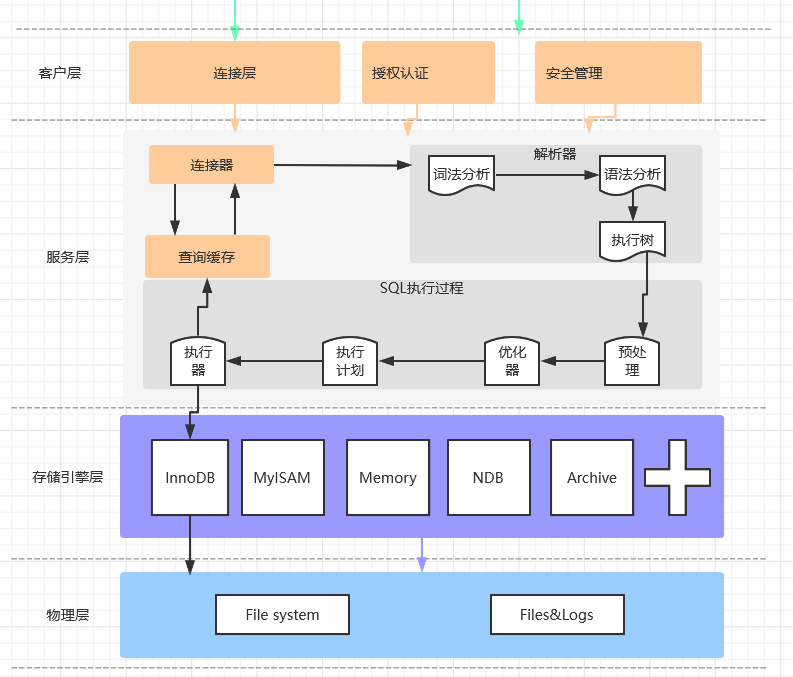 客户层
连接层
授权认证
安全管理
服务层
连接器
查询缓存
解析器
词法分析
语法分析
执行树
SQL执行过程
执行
器
执行
计划
优化
器
预处
理
存储引擎层
InnoDB
MyISAM
Memory
NDB
Archive
物理层
File system
Files&Logs